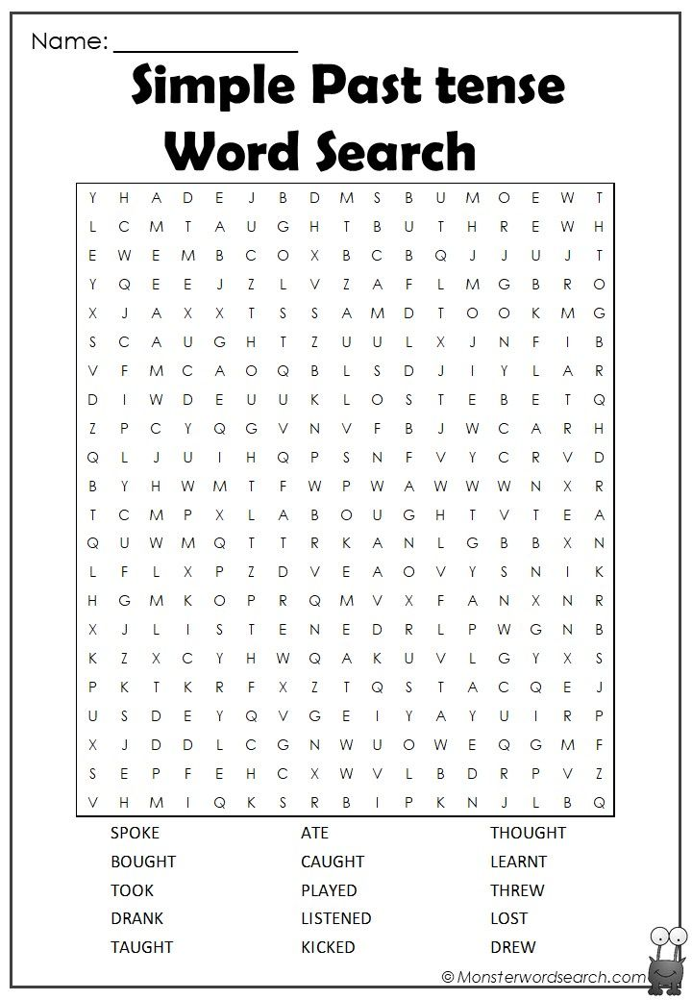 Name: _______________
Simple Past tense
Word Search
Y H A D E J B D M S B U M O E W T
L C M T A U G H T B U T H R E W H
E W E M B C O X B C B Q J J U J T
Y Q E E J Z L V Z A F L M G B R O
X J A X X T S S A M D T O O K M G
S C A U G H T Z U U L X J N F I B
V F M C A O Q B L S D J I Y L A R
D I W D E U U K L O S T E B E T Q
Z P C Y Q G V N V F B J W C A R H
Q L J U I H Q P S N F V Y C R V D
B Y H W M T F W P W A W W W N X R
T C M P X L A B O U G H T V T E A
Q U W M Q T T R K A N L G B B X N
L F L X P Z D V E A O V Y S N I K
H G M K O P R Q M V X F A N X N R
X J L I S T E N E D R L P W G N B
K Z X C Y H W Q A K U V L G Y X S
P K T K R F X Z T Q S T A C Q E J
U S D E Y Q V G E I Y A Y U I R P
X J D D L C G N W U O W E Q G M F
S E P F E H C X W V L B D R P V Z
V H M I Q K S R B I P K N J L B Q
SPOKE ATE THOUGHT
BOUGHT CAUGHT LEARNT
TOOK PLAYED THREW
DRANK LISTENED LOST
TAUGHT KICKED DREW
© Monsterwordsearch.com